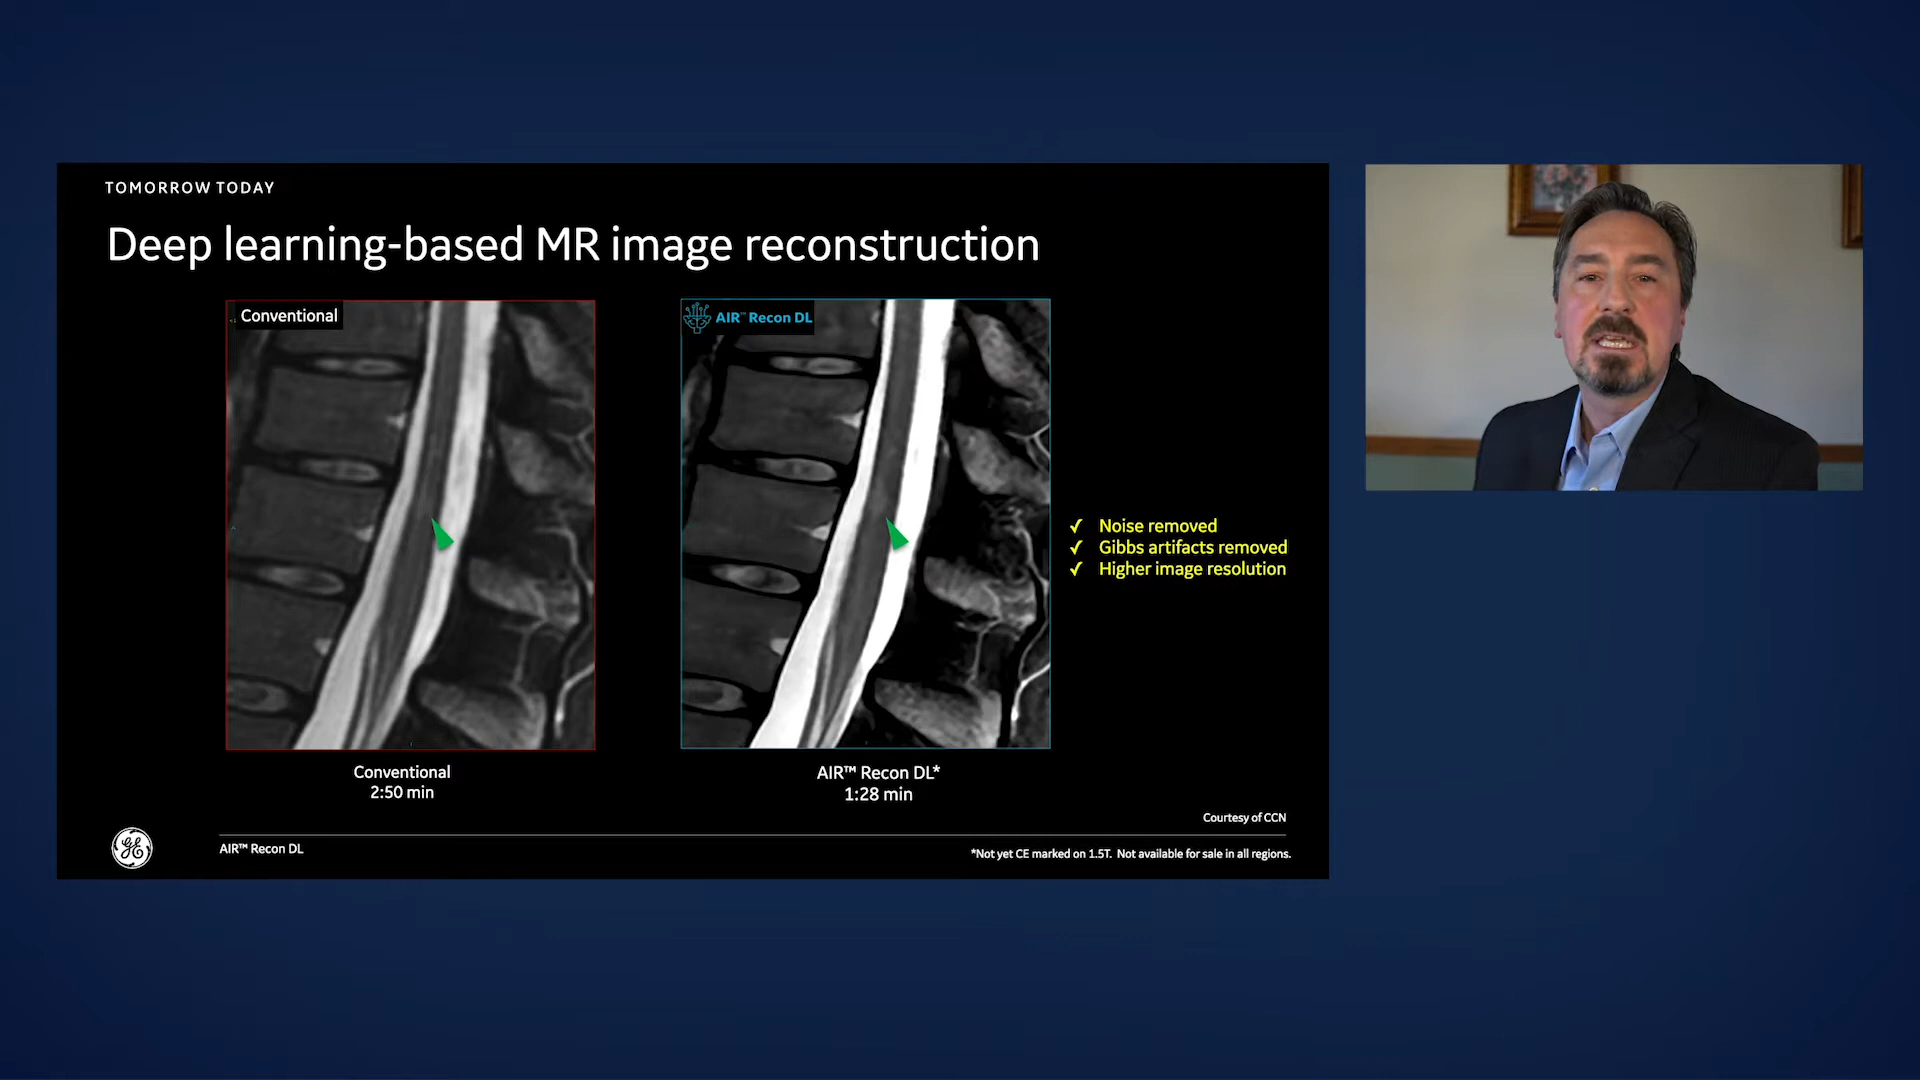 TOMORROW TODAY
Deep learning-based MR image reconstruction
Conventional
AIR™ Recon DL
✓ Noise removed
✓ Gibbs artifacts removed
✓ Higher image resolution
Conventional
2:50 min
AIR™ Recon DL*
1:28 min
Courtesy of CCN
GE
AIR™ Recon DL
*Not yet CE marked on 1.5T. Not available for sale in all regions.